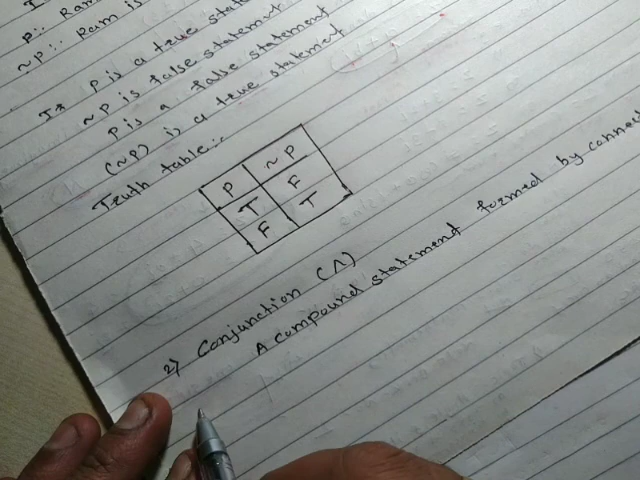 P:. Ram
~P:. Ram is
If P is a true state
~P is false statement
P is a false statement
(~P) is a true statement
Truth table:.
P ~P
T F
F T
2) Conjunction (∧)
A compound statement formed by connect